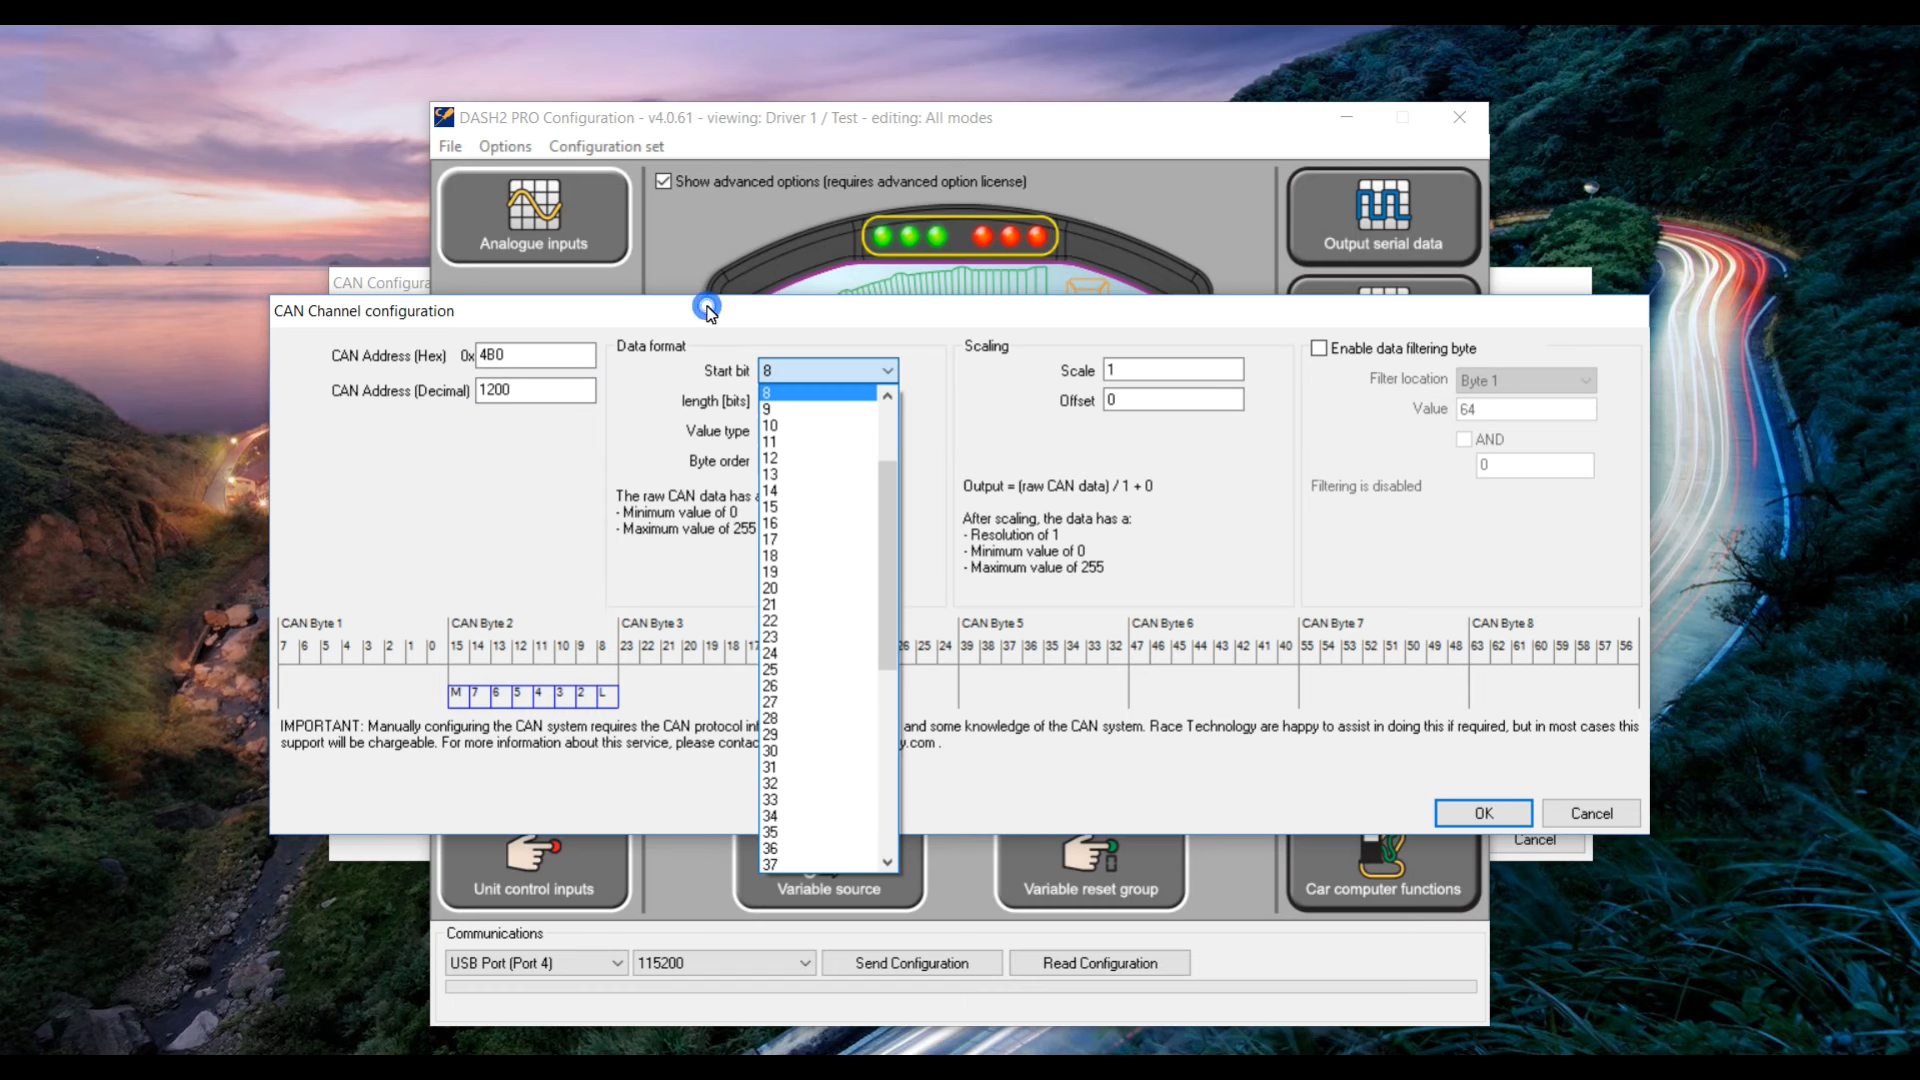 DASH2 PRO Configuration - v4.0.61 - viewing: Driver 1 / Test - editing: All modes
File Options Configuration set
Show advanced options (requires advanced option license)
Analogue inputs
Output serial data
CAN Configura
CAN Channel configuration
CAN Address (Hex) 0x 4B0
CAN Address (Decimal) 1200
Data format
Start bit 8
length [bits]
Value type
Byte order
The raw CAN data has
- Minimum value of 0
- Maximum value of 255
8
9
10
11
12
13
14
15
16
17
18
19
20
21
22
23
24
25
26
27
28
29
30
31
32
33
34
35
36
37
Scaling
Scale 1
Offset 0
Output = (raw CAN data) / 1 + 0
After scaling, the data has a:
- Resolution of 1
- Minimum value of 0
- Maximum value of 255
Enable data filtering byte
Filter location Byte 1
Value 64
AND
0
Filtering is disabled
CAN Byte 1 CAN Byte 2 CAN Byte 3 CAN Byte 5 CAN Byte 6 CAN Byte 7 CAN Byte 8
7 6 5 4 3 2 1 0 15 14 13 12 11 10 9 8 23 22 21 20 19 18 17 26 25 24 39 38 37 36 35 34 33 32 47 46 45 44 43 42 41 40 55 54 53 52 51 50 49 48 63 62 61 60 59 58 57 56
M 7 6 5 4 3 2 L
IMPORTANT: Manually configuring the CAN system requires the CAN protocol in and some knowledge of the CAN system. Race Technology are happy to assist in doing this if required, but in most cases this
support will be chargeable. For more information about this service, please contac y.com .
OK Cancel
Cancel
Unit control inputs
Variable source
Variable reset group
Car computer functions
Communications
USB Port (Port 4) 115200 Send Configuration Read Configuration